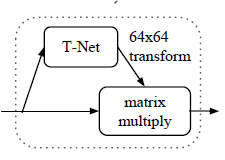 T-Net
64x64
transform
matrix
multiply